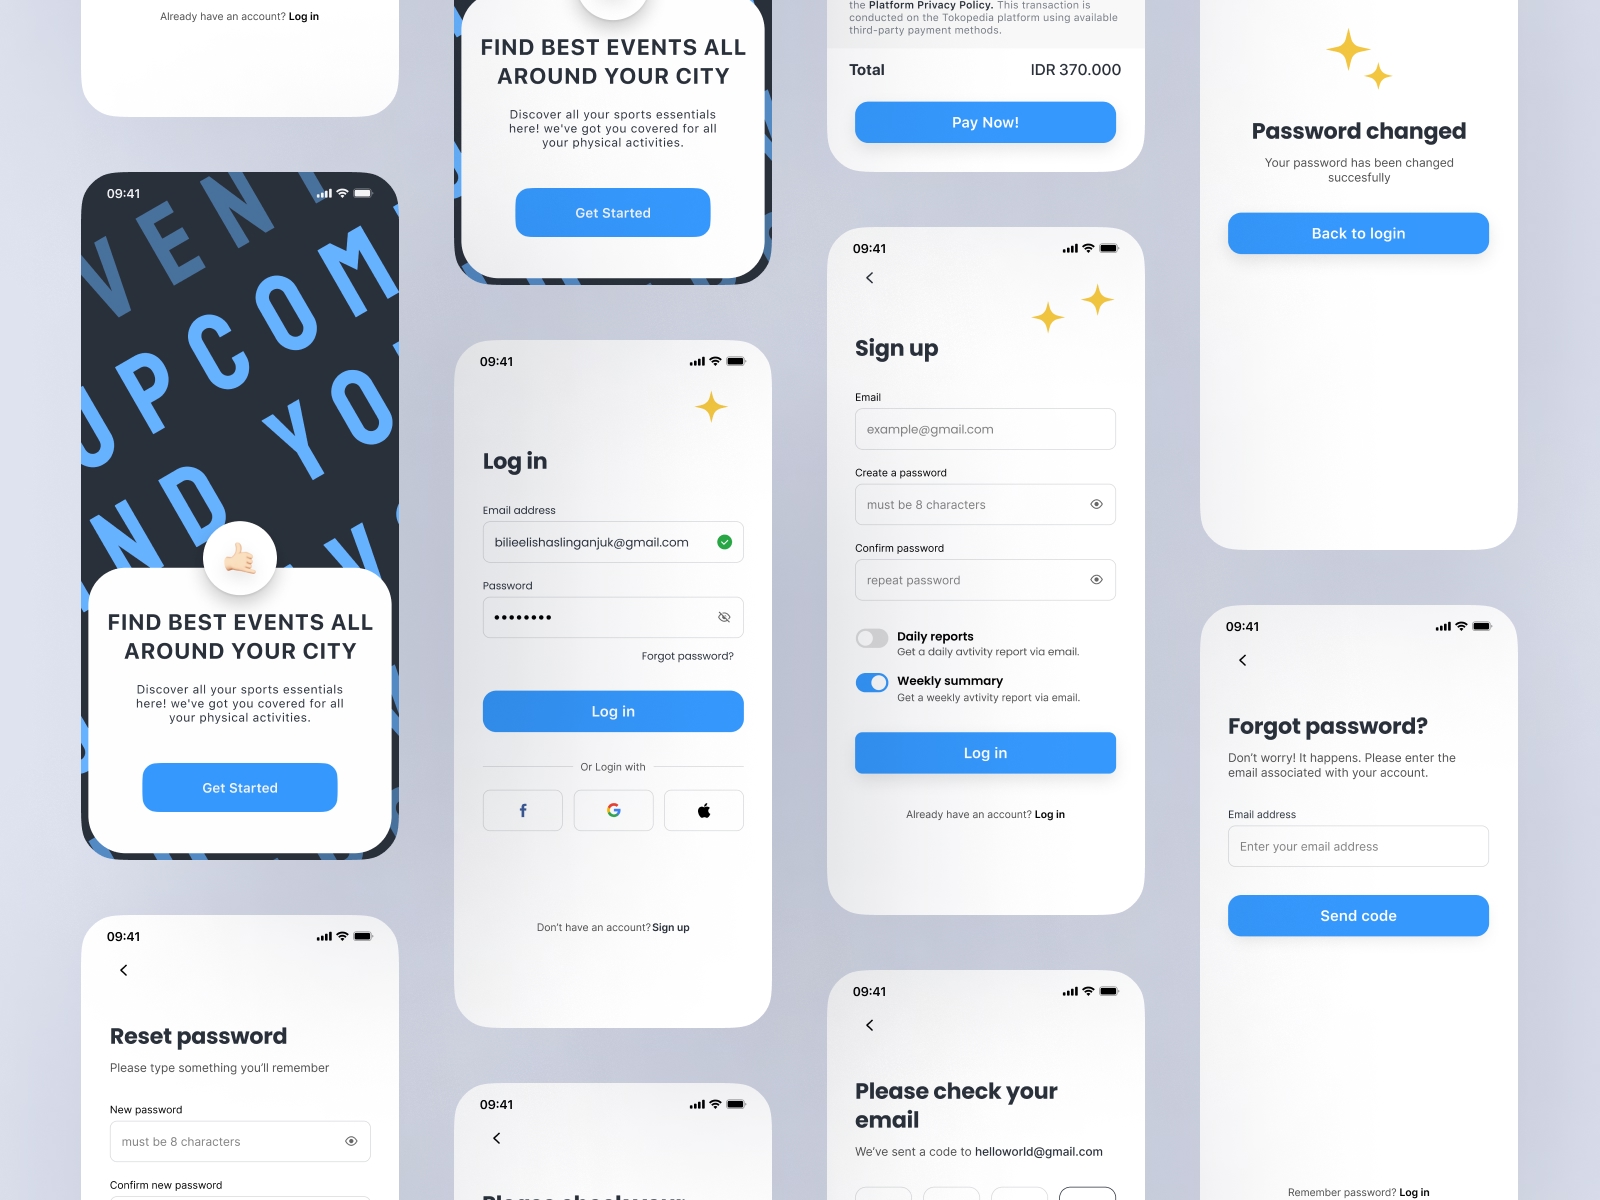 Already have an account? Log in
09:41
VENT
UPCOM
ND YO
FIND BEST EVENTS ALL
AROUND YOUR CITY
Discover all your sports essentials
here! we've got you covered for all
your physical activities.
Get Started
09:41
Reset password
Please type something you'll remember
New password
must be 8 characters
Confirm new password
FIND BEST EVENTS ALL
AROUND YOUR CITY
Discover all your sports essentials
here! we've got you covered for all
your physical activities.
Get Started
09:41
Log in
Email address
bilieelishaslinganjuk@gmail.com
Password
Forgot password?
Log in
Or Login with
f
G
Don't have an account? Sign up
09:41
Please check your
the Platform Privacy Policy. This transaction is
conducted on the Tokopedia platform using available
third-party payment methods.
Total IDR 370.000
Pay Now!
09:41
Sign up
Email
example@gmail.com
Create a password
must be 8 characters
Confirm password
repeat password
Daily reports
Get a daily avtivity report via email.
Weekly summary
Get a weekly avtivity report via email.
Log in
Already have an account? Log in
09:41
Please check your
email
We've sent a code to helloworld@gmail.com
Password changed
Your password has been changed
succesfully
Back to login
09:41
Forgot password?
Don't worry! It happens. Please enter the
email associated with your account.
Email address
Enter your email address
Send code
Remember password? Log in